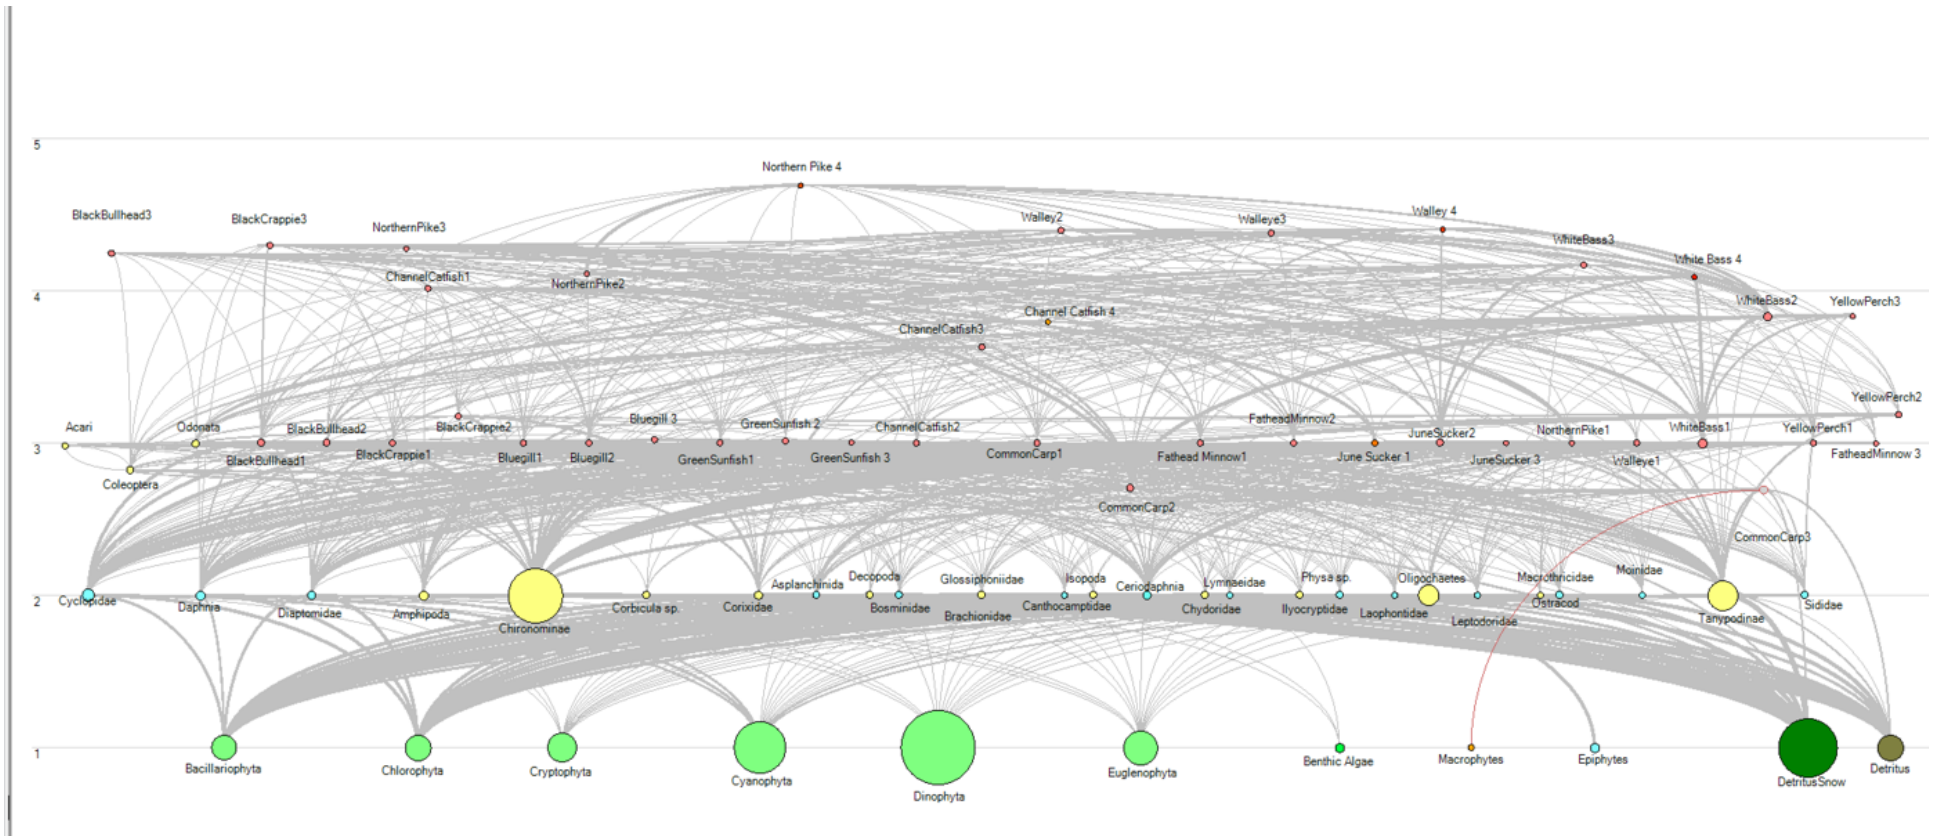 5
Northern Pike 4
BlackBullhead3
BlackCrappie3
NorthernPike3
Walley2
Walleye3
Walley 4
WhiteBass3
White Bass 4
ChannelCatfish1
NorthernPike2
4
WhiteBass2
YellowPerch3
Channel Catfish 4
ChannelCatfish3
YellowPerch2
Acari
Odonata
BlackBullhead2
BlackCrappie2
Bluegill 3
GreenSunfish 2
ChannelCatfish2
FatheadMinnow2
JuneSucker2
NorthernPike1
WhiteBass1
YellowPerch1
3
BlackBullhead1
BlackCrappie1
Bluegill1
Bluegill2
GreenSunfish1
GreenSunfish 3
CommonCarp1
Fathead Minnow1
June Sucker 1
JuneSucker 3
Walleye1
FatheadMinnow 3
Coleoptera
CommonCarp2
CommonCarp3
2
Cyclopidae
Daphnia
Diaptomidae
Amphipoda
Chironominae
Corbicula sp.
Corixidae
Asplanchinida
Decopoda
Bosminidae
Glossiphoniidae
Brachionidae
Isopoda
Canthocamptidae
Ceriodaphnia
Lymnaeidae
Chydoridae
Physa sp.
Ilyocryptidae
Oligochaetes
Laophontidae
Leptodoridae
Macrothricidae
Ostracod
Moinidae
Tanypodinae
Sididae
1
Bacillariophyta
Chlorophyta
Cryptophyta
Cyanophyta
Dinophyta
Euglenophyta
Benthic Algae
Macrophytes
Epiphytes
DetritusSnow
Detritus